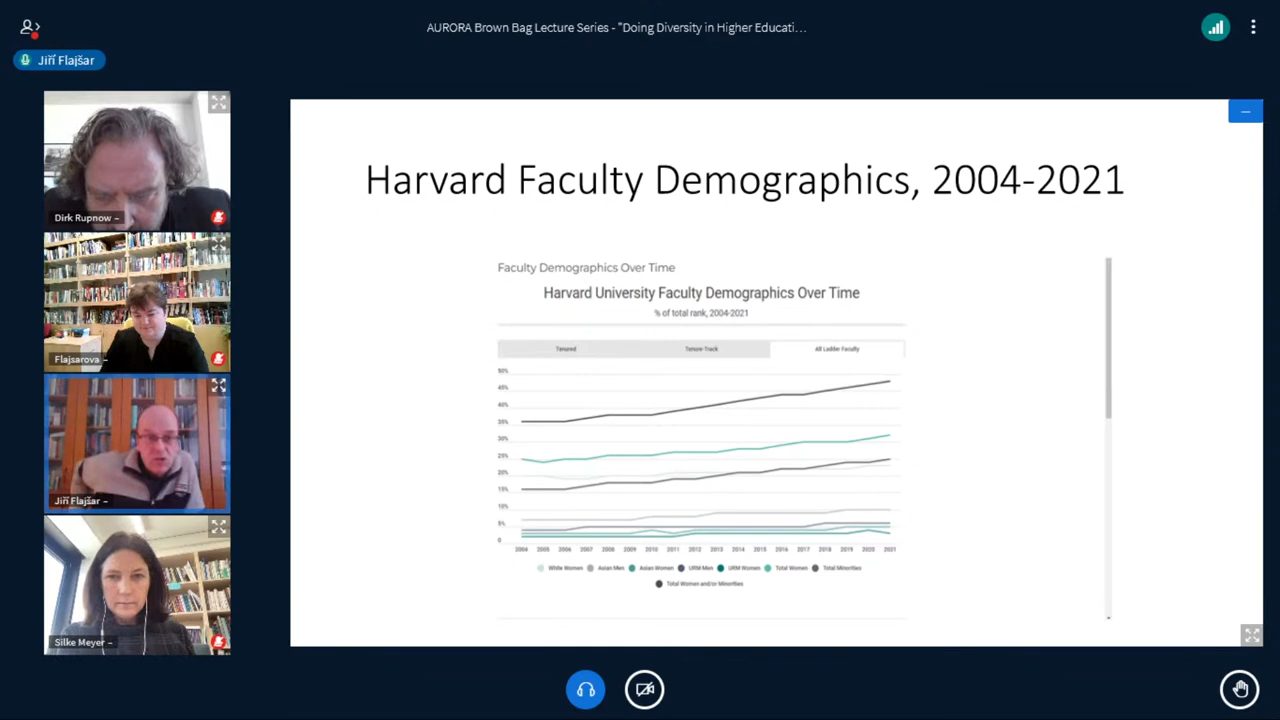 AURORA Brown Bag Lecture Series - "Doing Diversity in Higher Educati…
Jiří Flajšar
Dirk Rupnow –
Flajsarova –
Jiří Flajšar –
Silke Meyer –
Harvard Faculty Demographics, 2004-2021
Faculty Demographics Over Time
Harvard University Faculty Demographics Over Time
% of total rank, 2004-2021
Tenured Tenure-Track All Ladder Faculty
50%
45%
40%
35%
30%
25%
20%
15%
10%
5%
0
2004 2005 2006 2007 2008 2009 2010 2011 2012 2013 2014 2015 2016 2017 2018 2019 2020 2021
White Women Asian Men Asian Women URM Men URM Women Total Women Total Minorities
Total Women and/or Minorities